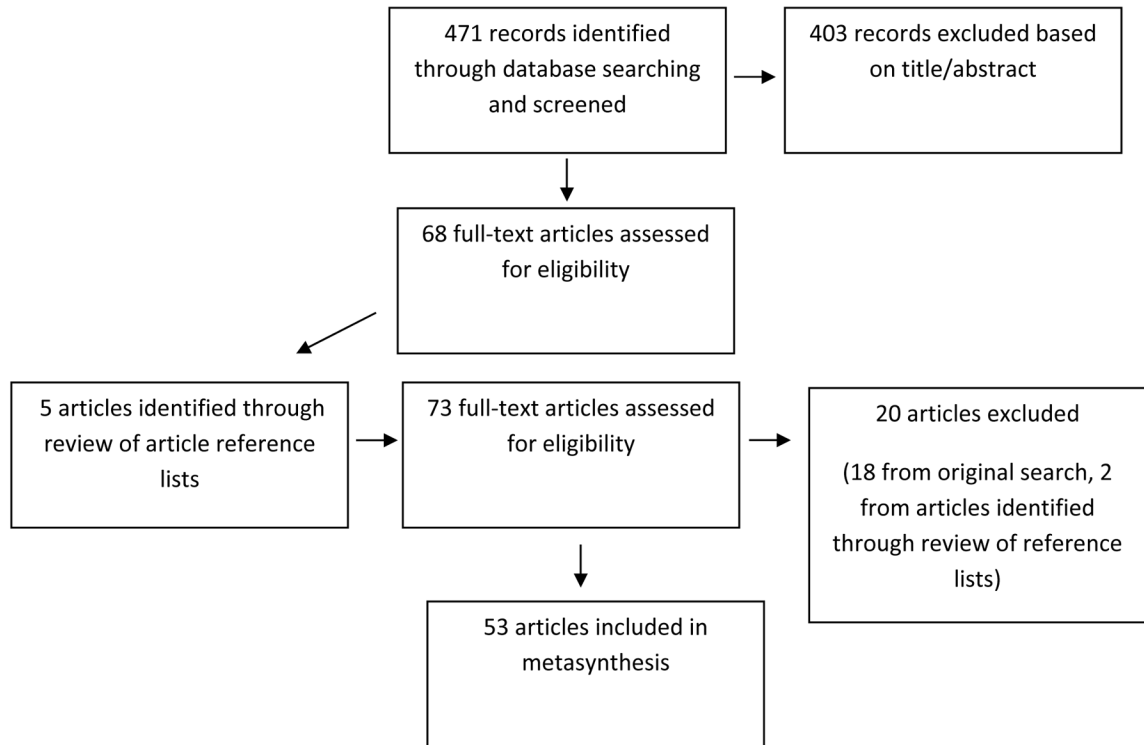 471 records identified
through database searching
and screened
403 records excluded based
on title/abstract
68 full-text articles assessed
for eligibility
5 articles identified through
review of article reference
lists
73 full-text articles assessed
for eligibility
20 articles excluded
(18 from original search, 2
from articles identified
through review of reference
lists)
53 articles included in
metasynthesis